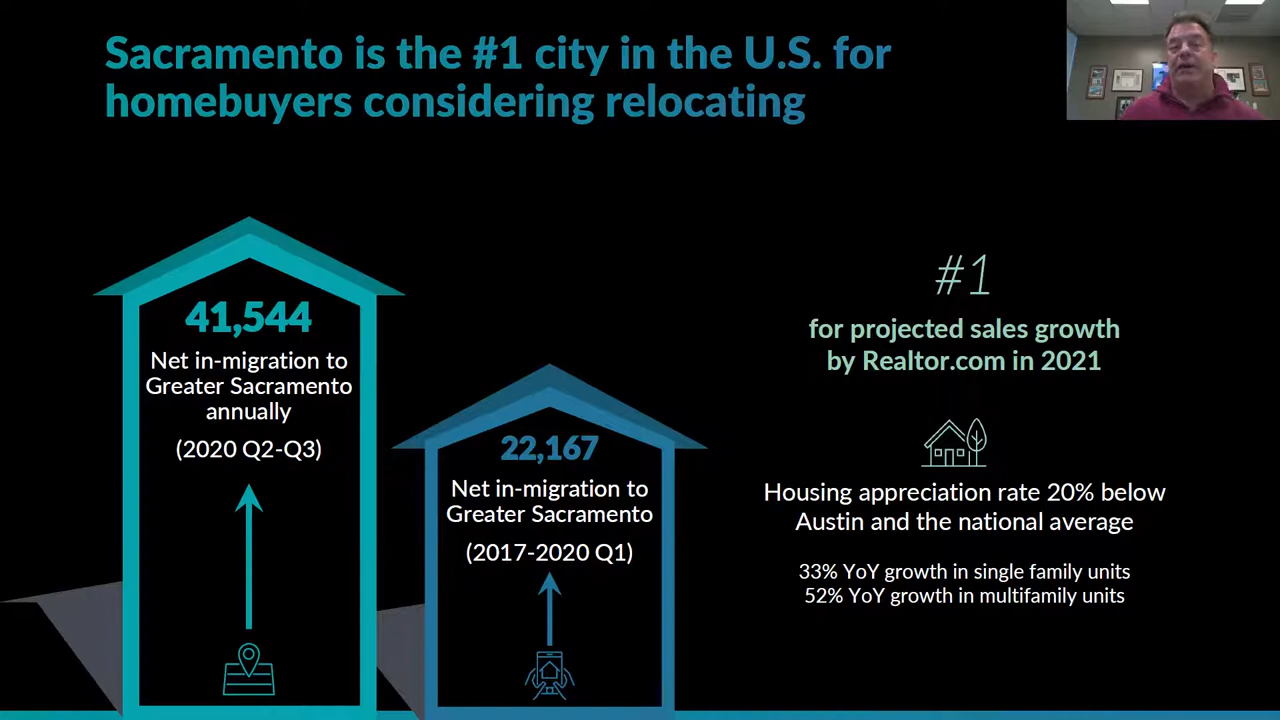 Sacramento is the #1 city in the U.S. for
homebuyers considering relocating
41,544
Net in-migration to
Greater Sacramento
annually
(2020 Q2-Q3)
22,167
Net in-migration to
Greater Sacramento
(2017-2020 Q1)
#1
for projected sales growth
by Realtor.com in 2021
Housing appreciation rate 20% below
Austin and the national average
33% YoY growth in single family units
52% YoY growth in multifamily units